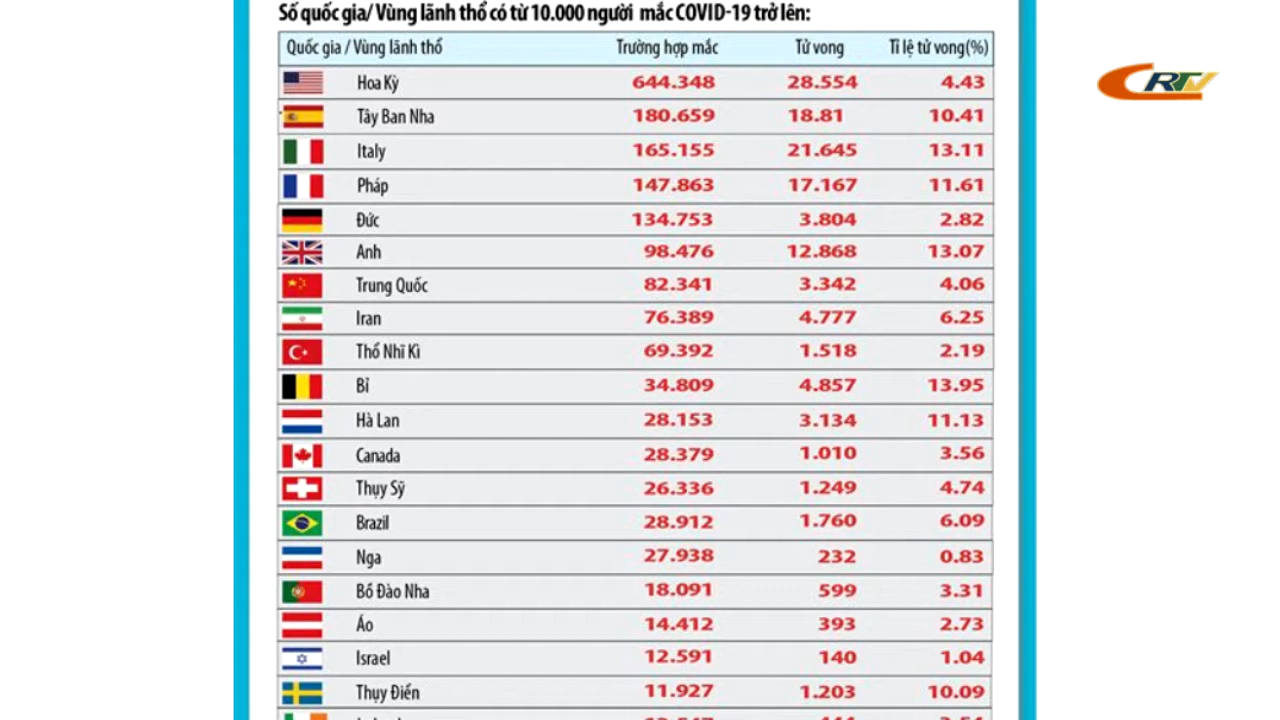 Số quốc gia/ Vùng lãnh thổ có từ 10.000 người mắc COVID-19 trở lên:
Quốc gia / Vùng lãnh thổ Trường hợp mắc Tử vong Tỉ lệ tử vong(%)
CRTV
Hoa Kỳ 644.348 28.554 4.43
Tây Ban Nha 180.659 18.81 10.41
Italy 165.155 21.645 13.11
Pháp 147.863 17.167 11.61
Đức 134.753 3.804 2.82
Anh 98.476 12.868 13.07
Trung Quốc 82.341 3.342 4.06
Iran 76.389 4.777 6.25
Thổ Nhĩ Kì 69.392 1.518 2.19
Bỉ 34.809 4.857 13.95
Hà Lan 28.153 3.134 11.13
Canada 28.379 1.010 3.56
Thụy Sỹ 26.336 1.249 4.74
Brazil 28.912 1.760 6.09
Nga 27.938 232 0.83
Bồ Đào Nha 18.091 599 3.31
Áo 14.412 393 2.73
Israel 12.591 140 1.04
Thụy Điển 11.927 1.203 10.09